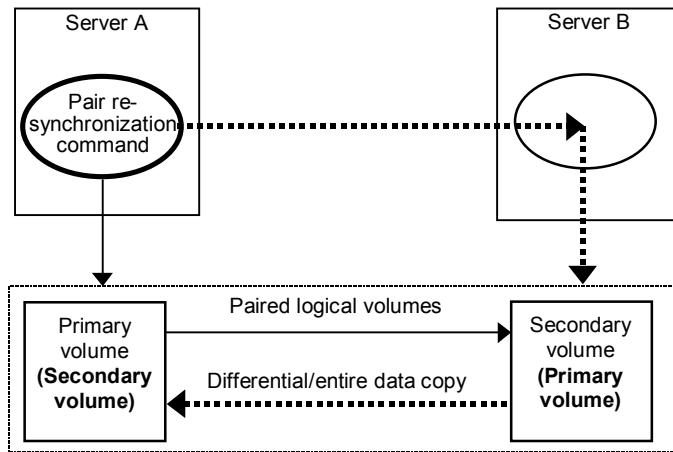 Server A
Server B
Pair re-
synchronization
command
Paired logical volumes
Primary
volume
(Secondary
volume)
Secondary
volume
(Primary
volume)
Differential/entire data copy